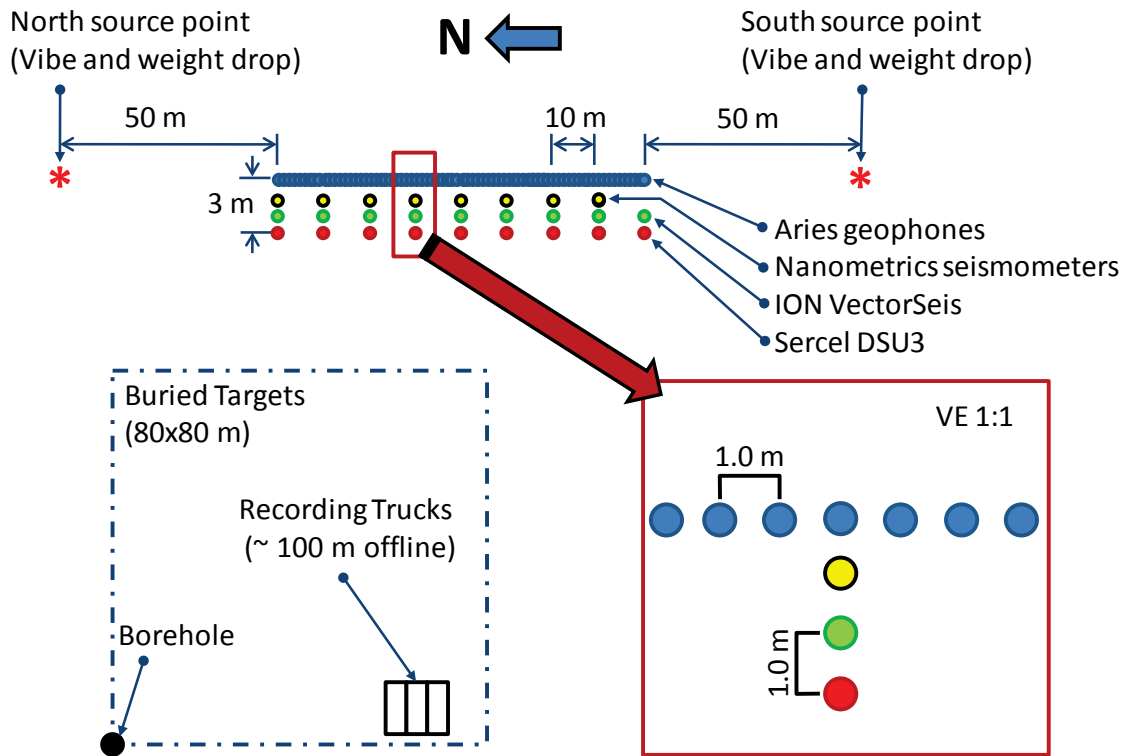 North source point
(Vibe and weight drop)
N
South source point
(Vibe and weight drop)
50 m
10 m
50 m
*
*
3 m
Aries geophones
Nanometrics seismometers
ION VectorSeis
Sercel DSU3
Buried Targets
(80x80 m)
VE 1:1
1.0 m
Recording Trucks
(~ 100 m offline)
Borehole
1.0 m